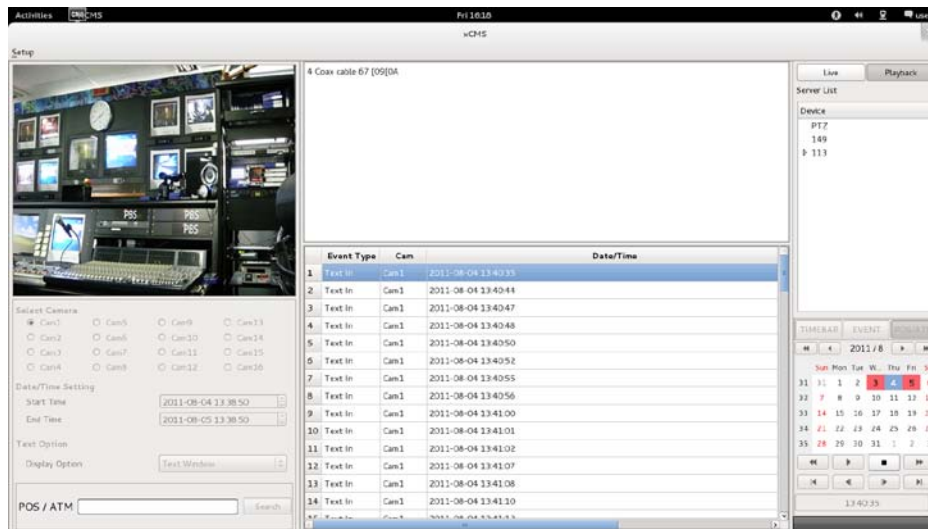 Activities CMS Fri 16:16
xCMS
Setup
PBS PBS
PBS
Select Camera
Cam1 Cam5 Cam9 Cam13
Cam2 Cam6 Cam10 Cam14
Cam3 Cam7 Cam11 Cam15
Cam4 Cam8 Cam12 Cam16
Date/Time Setting
Start Time 2011-08-04 13:38:50
End Time 2011-08-05 13:38:50
Text Option
Display Option Text Window
POS / ATM Search
4 Coax cable 67 [09[0A
Event Type Cam Date/Time
1 Text In Cam1 2011-08-04 13:40:35
2 Text In Cam1 2011-08-04 13:40:44
3 Text In Cam1 2011-08-04 13:40:47
4 Text In Cam1 2011-08-04 13:40:48
5 Text In Cam1 2011-08-04 13:40:50
6 Text In Cam1 2011-08-04 13:40:52
7 Text In Cam1 2011-08-04 13:40:55
8 Text In Cam1 2011-08-04 13:40:56
9 Text In Cam1 2011-08-04 13:41:00
10 Text In Cam1 2011-08-04 13:41:01
11 Text In Cam1 2011-08-04 13:41:02
12 Text In Cam1 2011-08-04 13:41:07
13 Text In Cam1 2011-08-04 13:41:08
14 Text In Cam1 2011-08-04 13:41:10
Live Playback
Server List
Device
PTZ
149
113
TIMEBAR EVENT
2011 / 8
Sun Mon Tue W... Thu Fri
31 31 1 2 3 4 5
32 7 8 9 10 11 12
33 14 15 16 17 18 19
34 21 22 23 24 25 26
35 28 29 30 31 1 2
13:40:35